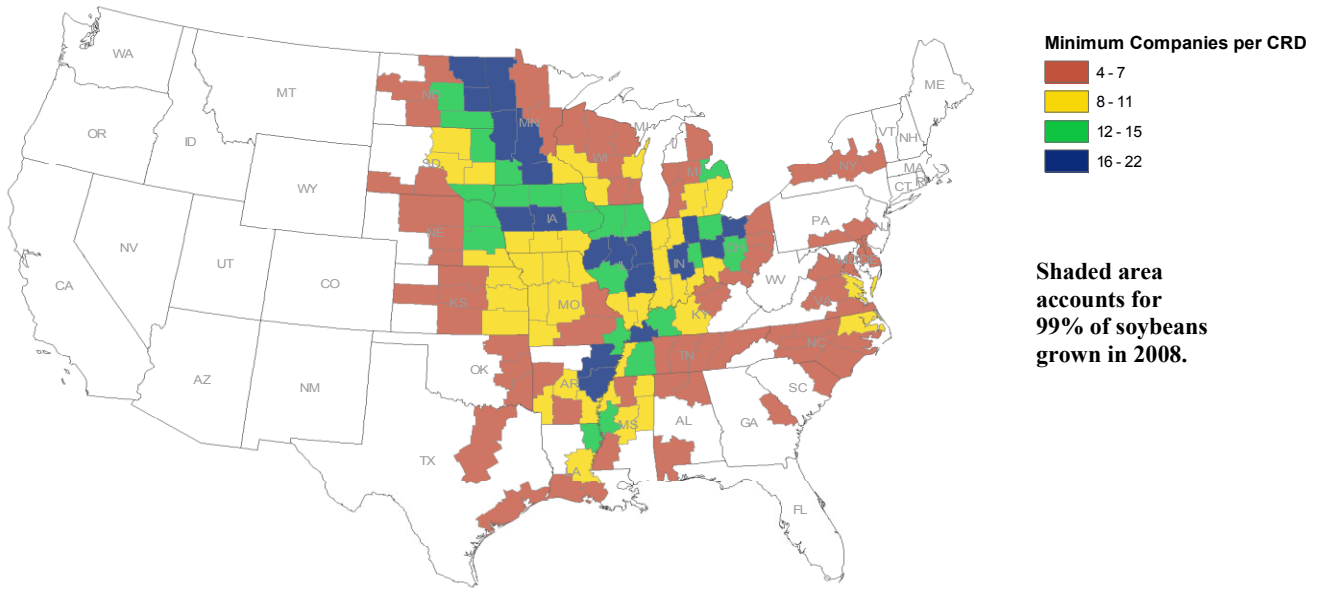 Minimum Companies per CRD
4 - 7
8 - 11
12 - 15
16 - 22
Shaded area
accounts for
99% of soybeans
grown in 2008.
WA
MT
ME
OR
ID
ND
MN
MI
VT
NH
WI
SD
NY
MA
CT
WY
MI
IA
PA
NJ
NV
NE
UT
IN
CO
CA
WV
KS
MO
VA
KY
OK
TN
NC
AZ
NM
AR
SC
MS
AL
GA
TX
FL